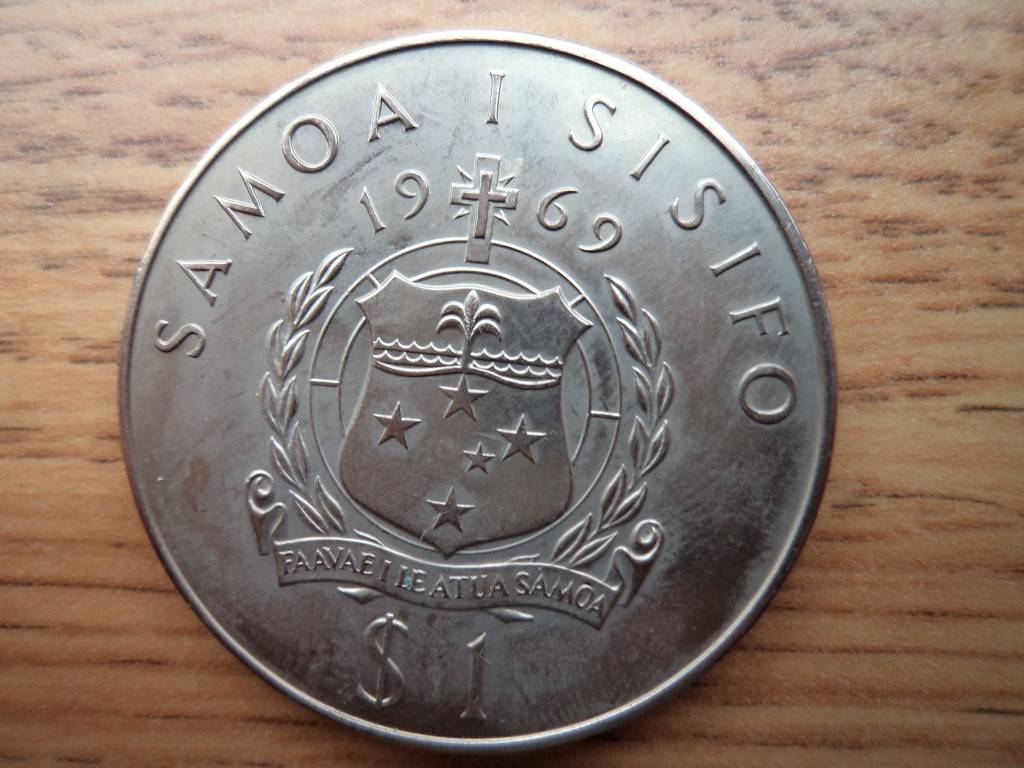 SAMOA I SISIFO
1969
FAAVAE I LE ATUA SAMOA
$1